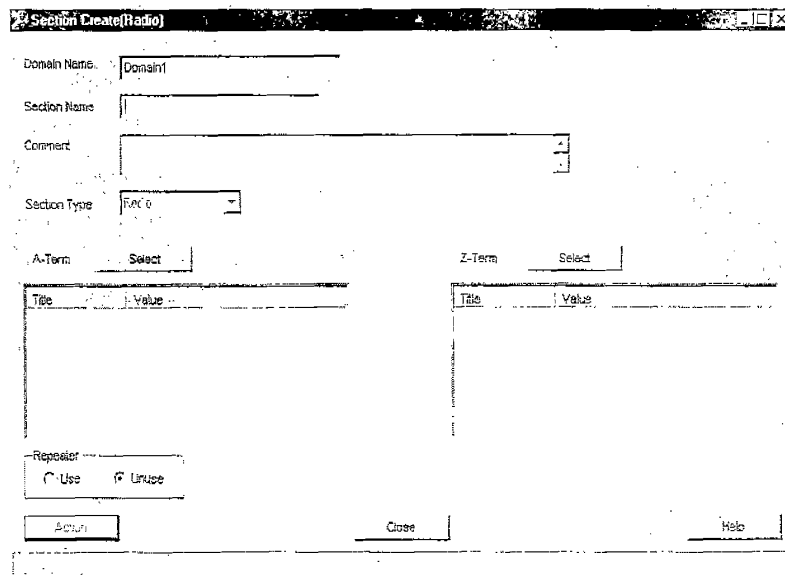 Section Create(Radio)
Domain Name Domain1
Section Name
Comment
Section Type Radio
A-Term Select Z-Term Select
Title Value Title Value
Repeater
Use Unuse
Action Close Help